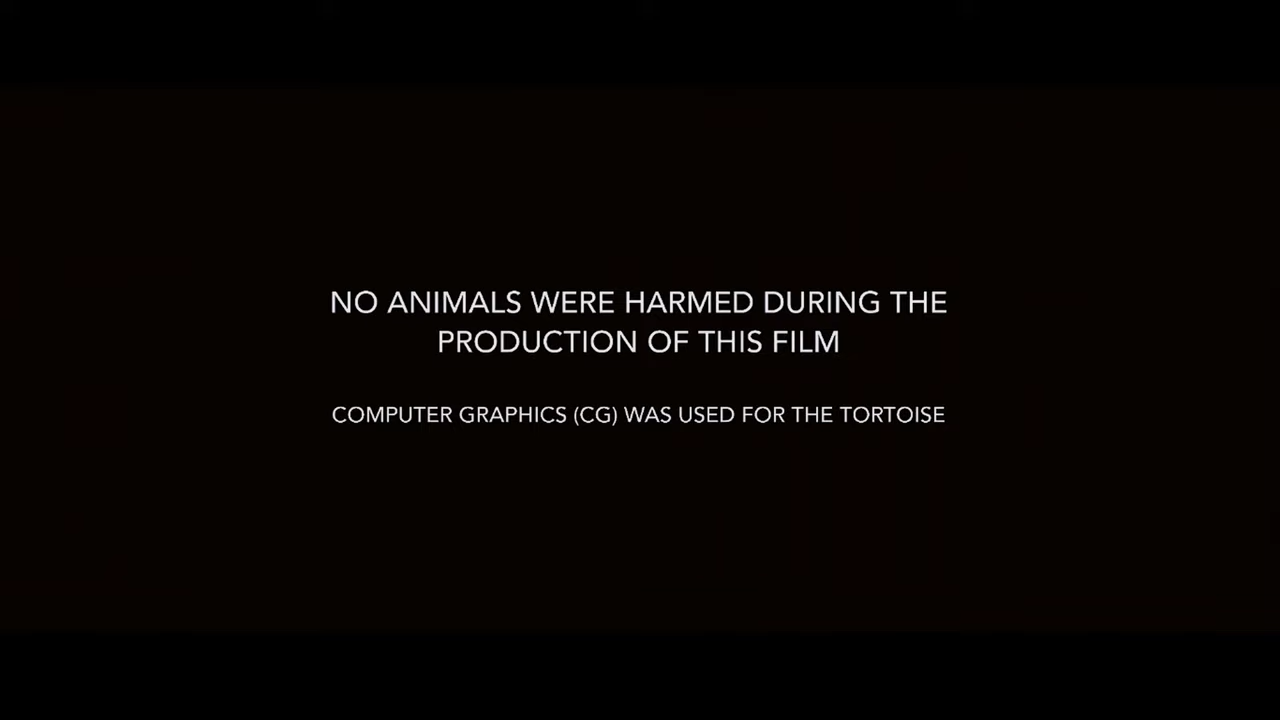 NO ANIMALS WERE HARMED DURING THE
PRODUCTION OF THIS FILM
COMPUTER GRAPHICS (CG) WAS USED FOR THE TORTOISE